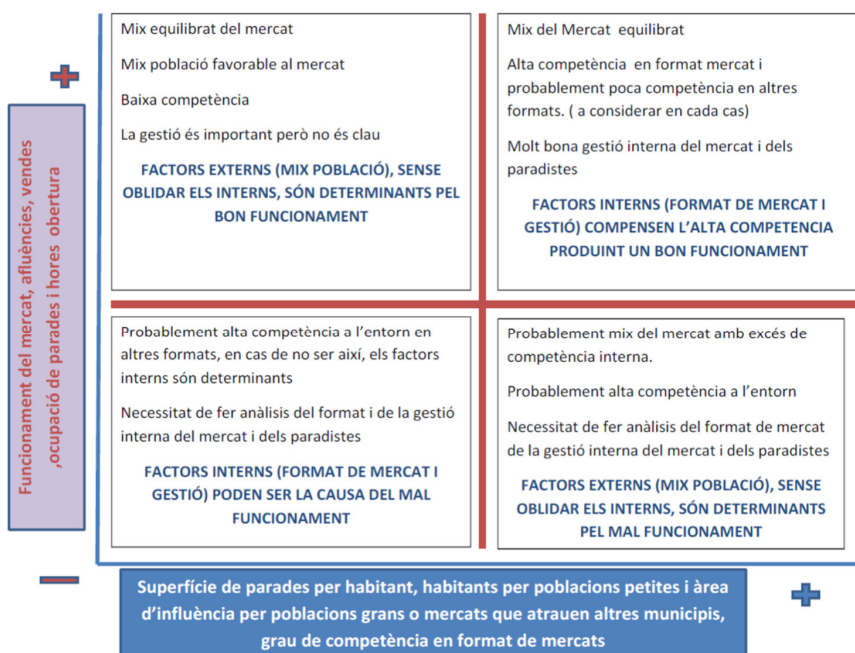 Mix equilibrat del mercat
Mix població favorable al mercat
Baixa competència
La gestió és important però no és clau
FACTORS EXTERNS (MIX POBLACIÓ), SENSE
OBLIDAR ELS INTERNS, SÓN DETERMINANTS PEL
BON FUNCIONAMENT
Mix del Mercat equilibrat
Alta competència en format mercat i
probablement poca competència en altres
formats. ( a considerar en cada cas)
Molt bona gestió interna del mercat i dels
paradistes
FACTORS INTERNS (FORMAT DE MERCAT I
GESTIÓ) COMPENSEN L’ALTA COMPETENCIA
PRODUINT UN BON FUNCIONAMENT
Funcionament del mercat, afluències, vendes
,ocupació de parades i hores obertura
Probablement alta competència a l’entorn en
altres formats, en cas de no ser així, els factors
interns són determinants
Necessitat de fer anàlisis del format i de la gestió
interna del mercat i dels paradistes
FACTORS INTERNS (FORMAT DE MERCAT I
GESTIÓ) PODEN SER LA CAUSA DEL MAL
FUNCIONAMENT
Probablement mix del mercat amb excés de
competència interna.
Probablement alta competència a l’entorn
Necessitat de fer anàlisis del format de mercat
de la gestió interna del mercat i dels paradistes
FACTORS EXTERNS (MIX POBLACIÓ), SENSE
OBLIDAR ELS INTERNS, SÓN DETERMINANTS
PEL MAL FUNCIONAMENT
Superfície de parades per habitant, habitants per poblacions petites i àrea
d’influència per poblacions grans o mercats que atrauen altres municipis,
grau de competència en format de mercats